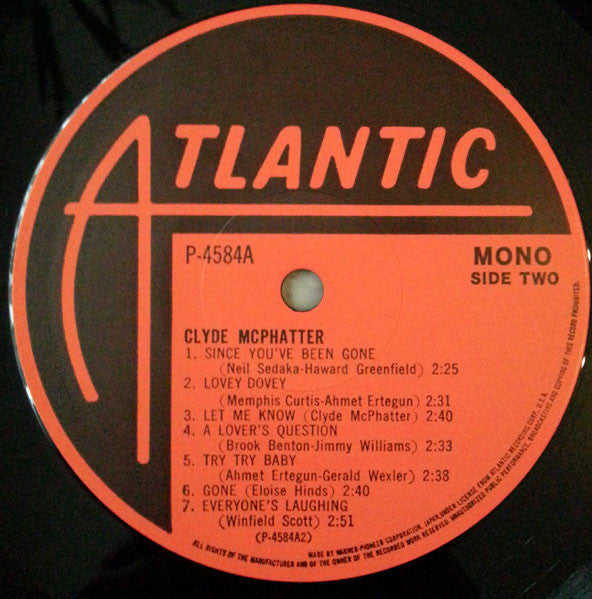 ATLANTIC
P-4584A
MONO
SIDE TWO
CLYDE MCPHATTER
1. SINCE YOU'VE BEEN GONE
(Neil Sedaka-Haward Greenfield) 2:25
2. LOVEY DOVEY
(Memphis Curtis-Ahmet Ertegun) 2:31
3. LET ME KNOW (Clyde McPhatter) 2:40
4. A LOVER'S QUESTION
(Brook Benton-Jimmy Williams) 2:33
5. TRY TRY BABY
(Ahmet Ertegun-Gerald Wexler) 2:38
6. GONE (Eloise Hinds) 2:40
7. EVERYONE'S LAUGHING
(Winfield Scott) 2:51
(P-4584A2)
MADE BY WARNER-PIONEER CORPORATION, JAPAN, UNDER LICENSE FROM ATLANTIC RECORDING CORP., U.S.A.
ALL RIGHTS OF THE MANUFACTURER AND OF THE OWNER OF THE RECORDED WORK RESERVED. UNAUTHORIZED PUBLIC PERFORMANCE, BROADCASTING AND COPYING OF THIS RECORD PROHIBITED.